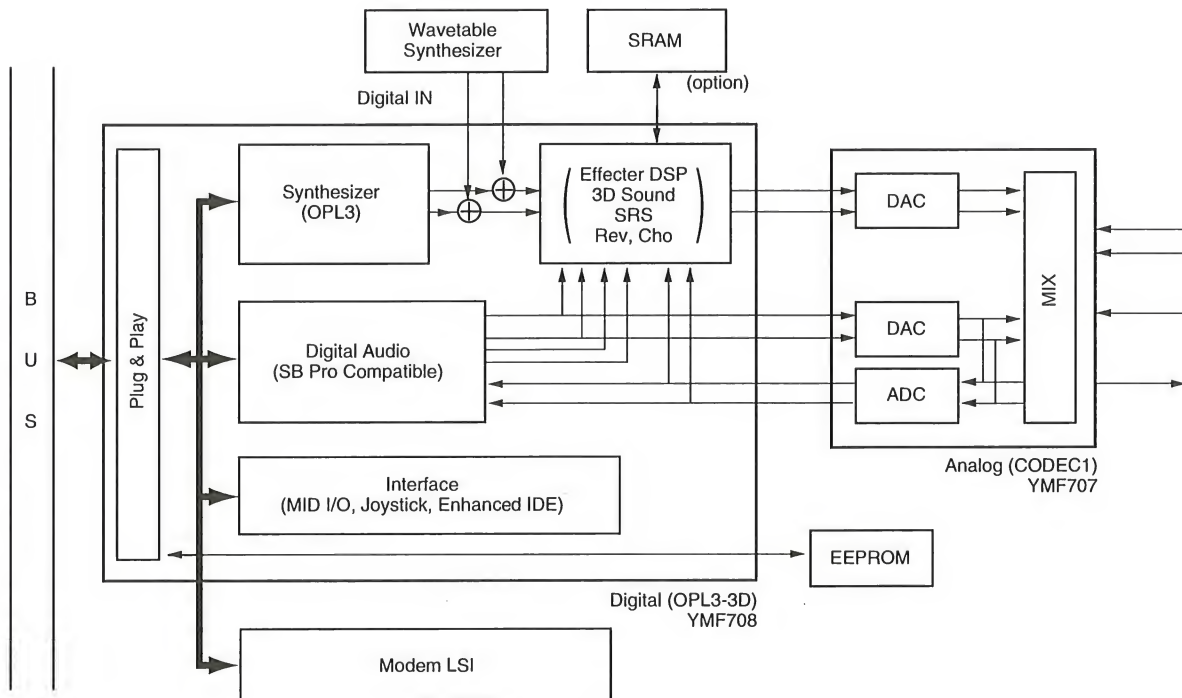 Wavetable
Synthesizer
SRAM
(option)
Digital IN
Synthesizer
(OPL3)
Effecter DSP
3D Sound
SRS
Rev, Cho
DAC
MIX
B
U
S
Plug & Play
Digital Audio
(SB Pro Compatible)
DAC
ADC
Analog (CODEC1)
YMF707
Interface
(MID I/O, Joystick, Enhanced IDE)
EEPROM
Digital (OPL3-3D)
YMF708
Modem LSI